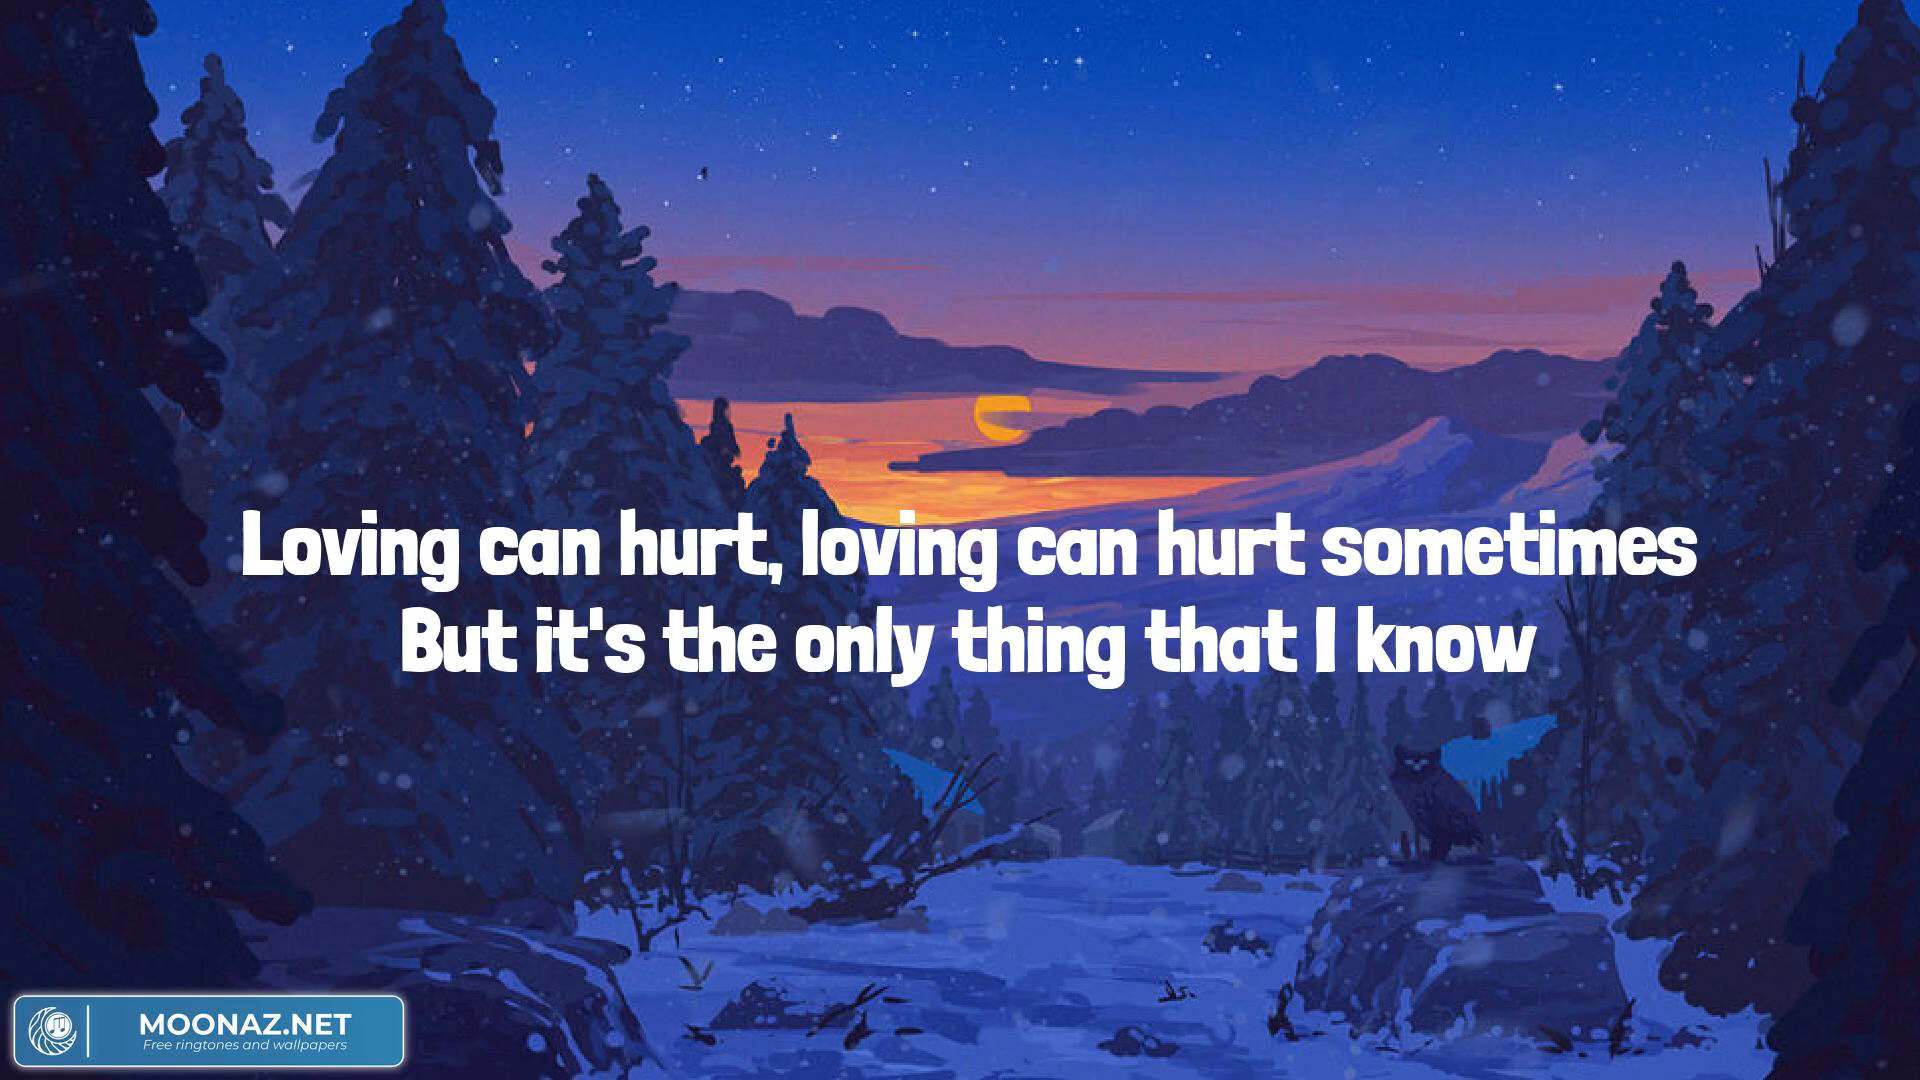 Loving can hurt, loving can hurt sometimes
But it's the only thing that I know
MOONAZ.NET
Free ringtones and wallpapers